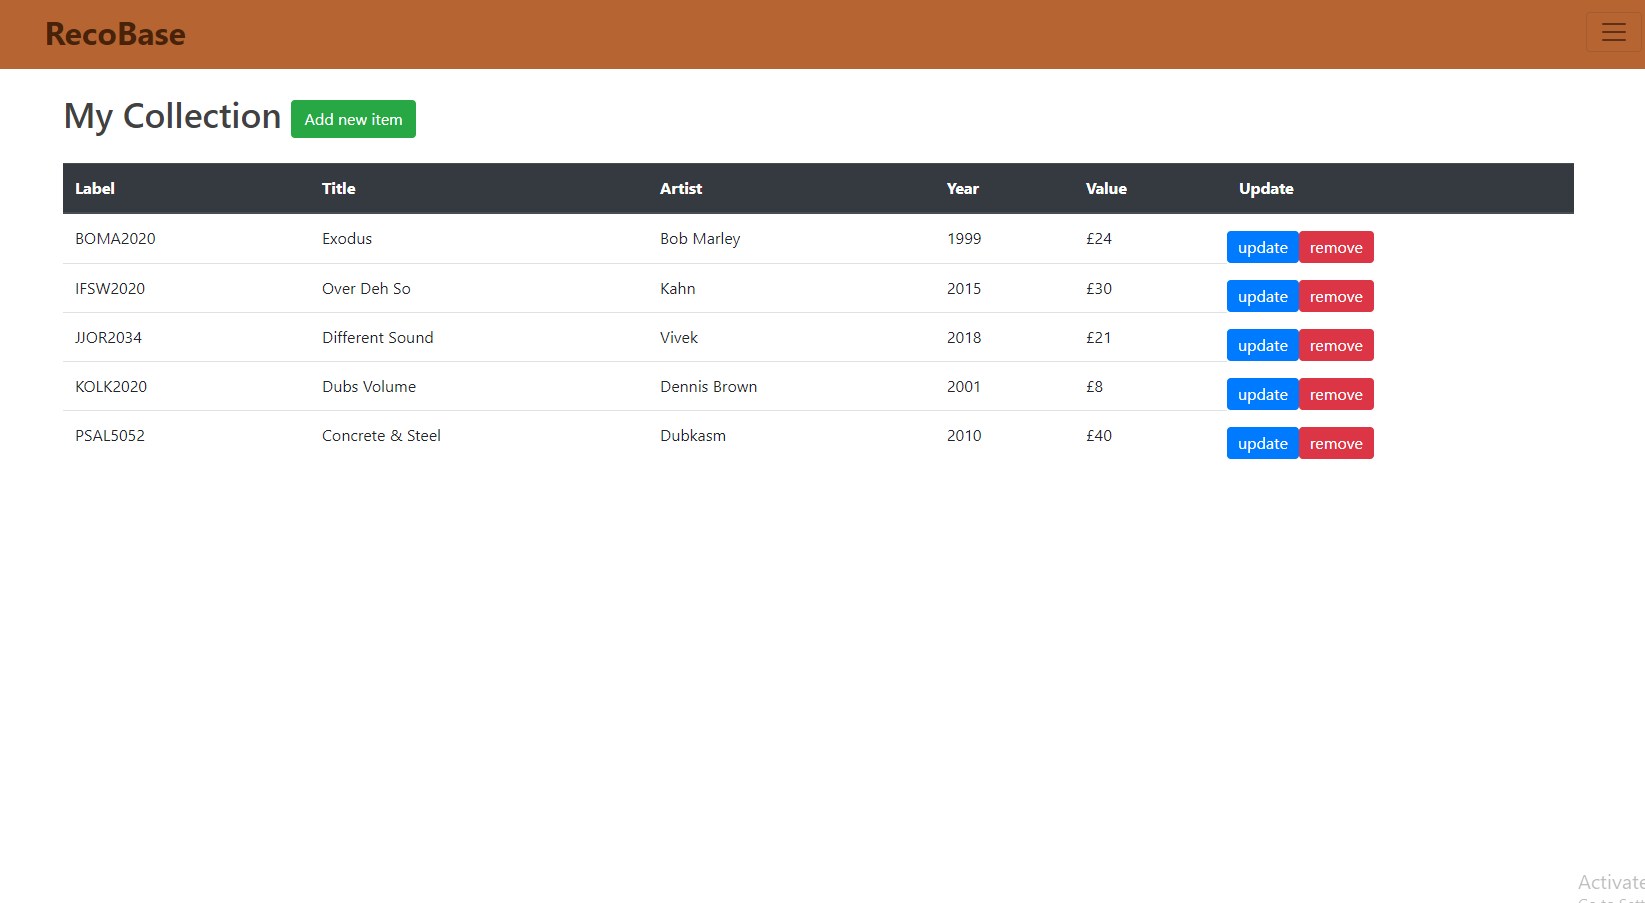 RecoBase
My Collection Add new item
Label Title Artist Year Value Update
BOMA2020 Exodus Bob Marley 1999 £24 update remove
IFSW2020 Over Deh So Kahn 2015 £30 update remove
JJOR2034 Different Sound Vivek 2018 £21 update remove
KOLK2020 Dubs Volume Dennis Brown 2001 £8 update remove
PSAL5052 Concrete & Steel Dubkasm 2010 £40 update remove
Activate